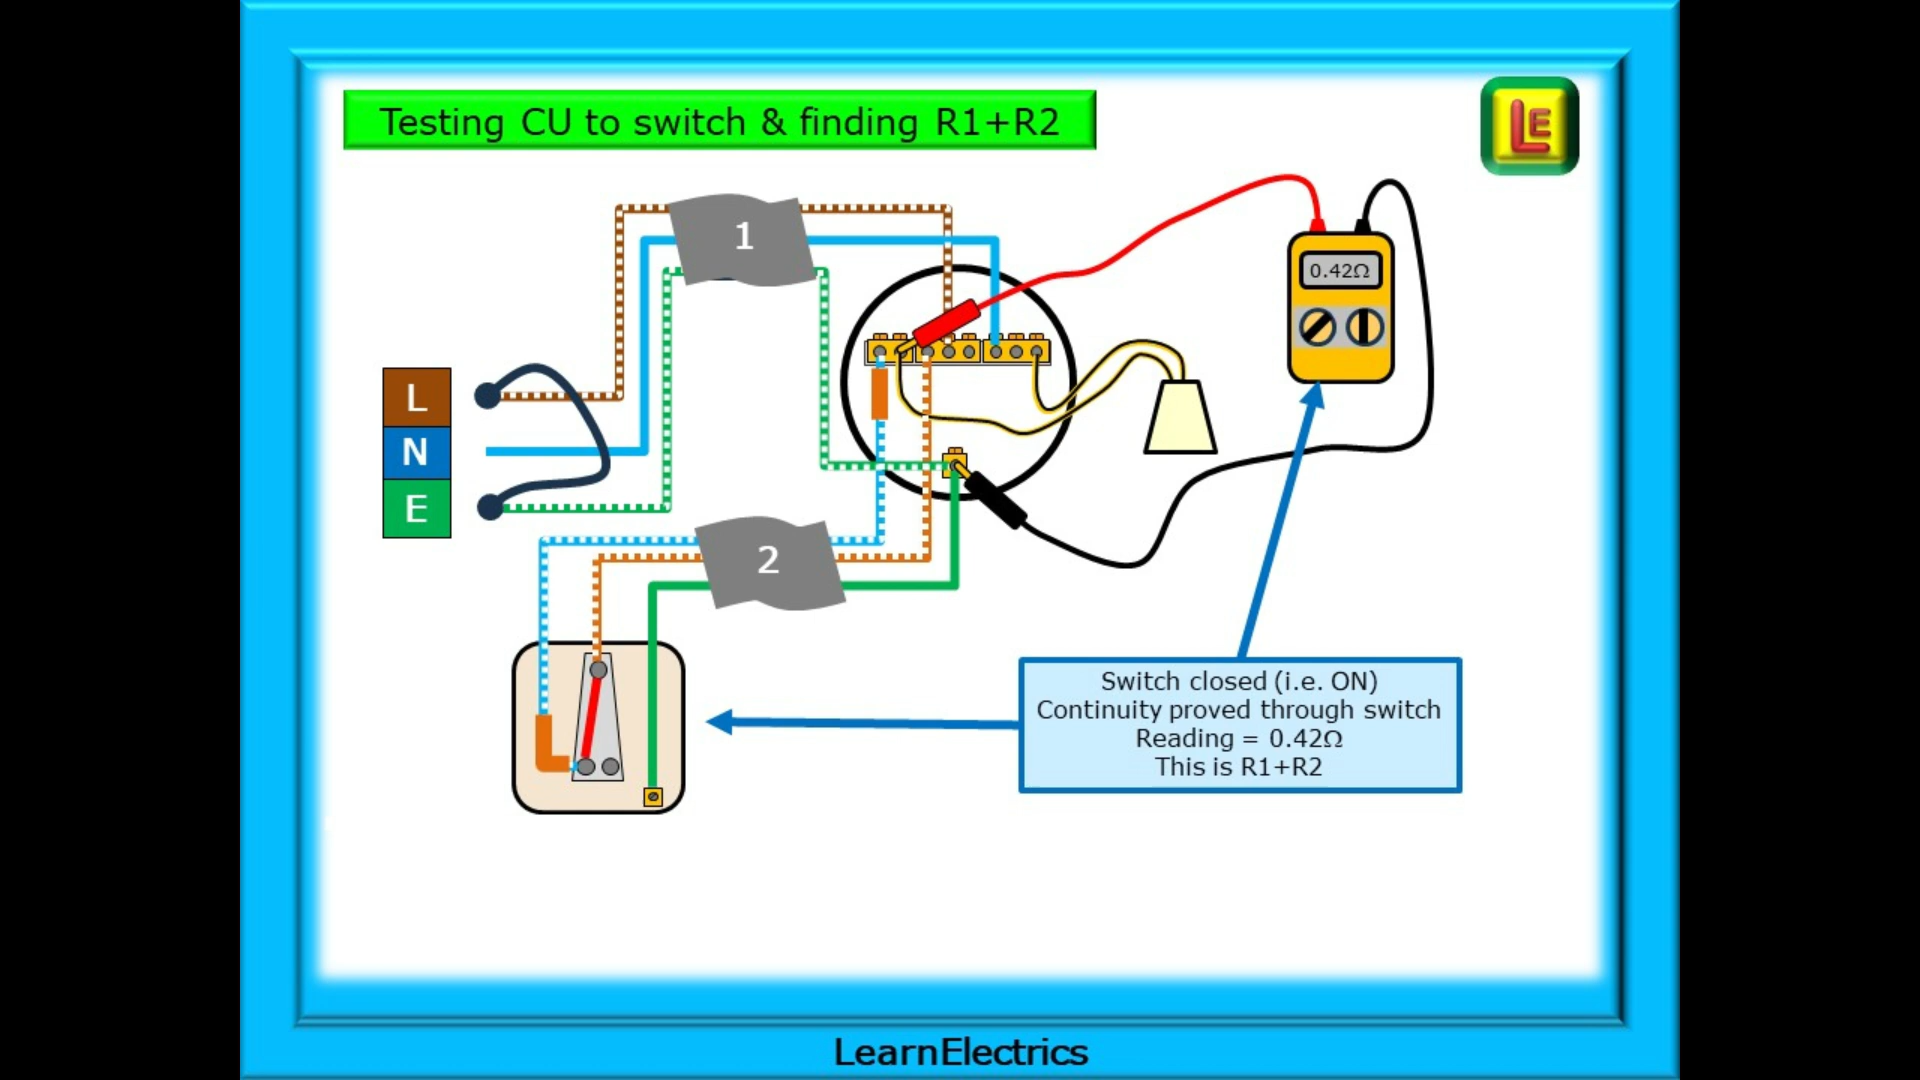 Testing CU to switch & finding R1+R2
LE
1
0.42Ω
L
N
E
2
Switch closed (i.e. ON)
Continuity proved through switch
Reading = 0.42Ω
This is R1+R2
LearnElectrics